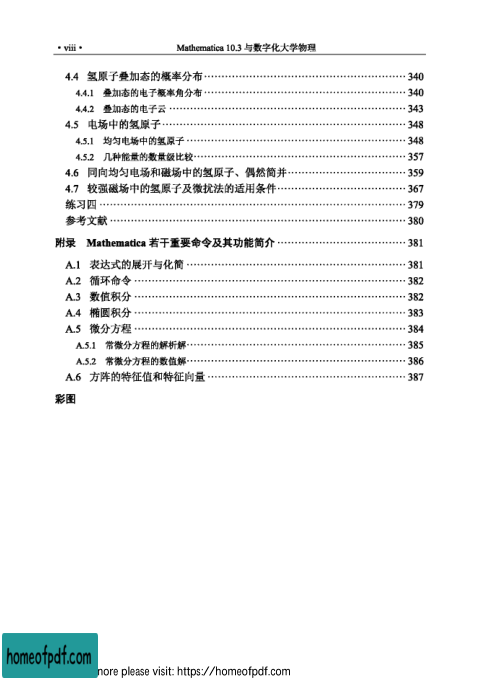 · viii ·
Mathematica 10.3 与数字化大学物理
4.4 氢原子叠加态的概率分布 340
4.4.1 叠加态的电子概率角分布 340
4.4.2 叠加态的电子云 343
4.5 电场中的氢原子 348
4.5.1 均匀电场中的氢原子 348
4.5.2 几种能量的数量级比较 357
4.6 同向均匀电场和磁场中的氢原子、偶然简并 359
4.7 较强磁场中的氢原子及微扰法的适用条件 367
练习四 379
参考文献 380
附录 Mathematica 若干重要命令及其功能简介 381
A.1 表达式的展开与化简 381
A.2 循环命令 382
A.3 数值积分 382
A.4 椭圆积分 383
A.5 微分方程 384
A.5.1 常微分方程的解析解 385
A.5.2 常微分方程的数值解 386
A.6 方阵的特征值和特征向量 387
彩图
homeofpdf.com
more please visit: https://homeofpdf.com